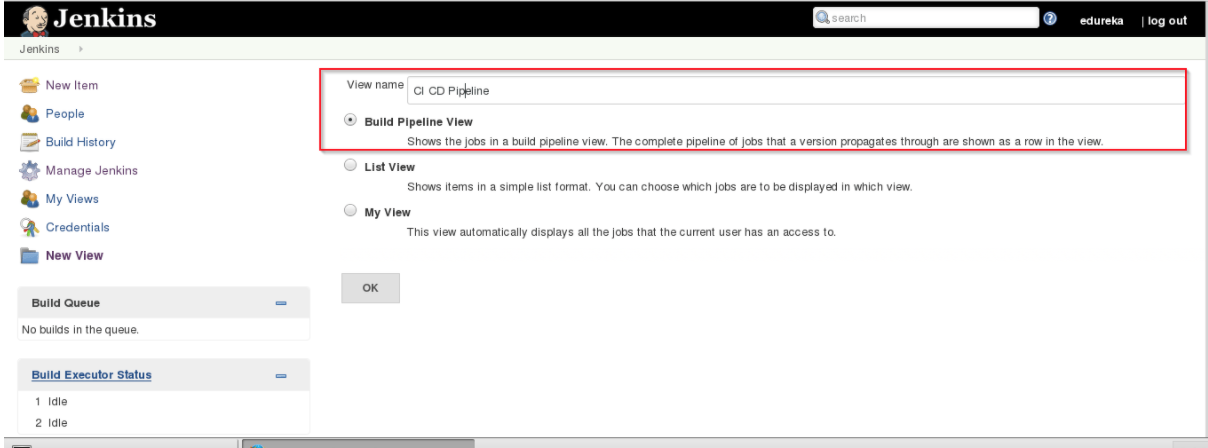 Jenkins
search
edureka
| log out
Jenkins
New Item
People
Build History
Manage Jenkins
My Views
Credentials
New View
Build Queue
No builds in the queue.
Build Executor Status
1 Idle
2 Idle
View name
CI CD Pipeline
Build Pipeline View
Shows the jobs in a build pipeline view. The complete pipeline of jobs that a version propagates through are shown as a row in the view.
List View
Shows items in a simple list format. You can choose which jobs are to be displayed in which view.
My View
This view automatically displays all the jobs that the current user has an access to.
OK